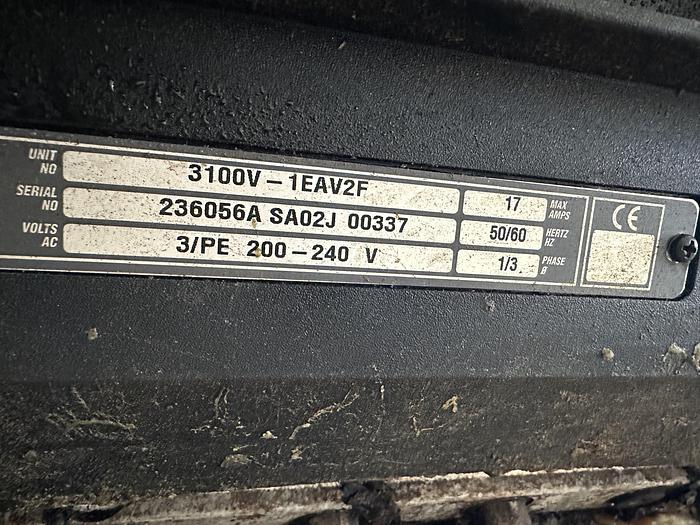 UNIT NO 3100V-1EAV2F 17 MAX AMPS
SERIAL NO 236056A SA02J 00337 50/60 HERTZ HZ
VOLTS AC 3/PE 200-240 V 1/3 PHASE Ø
CE